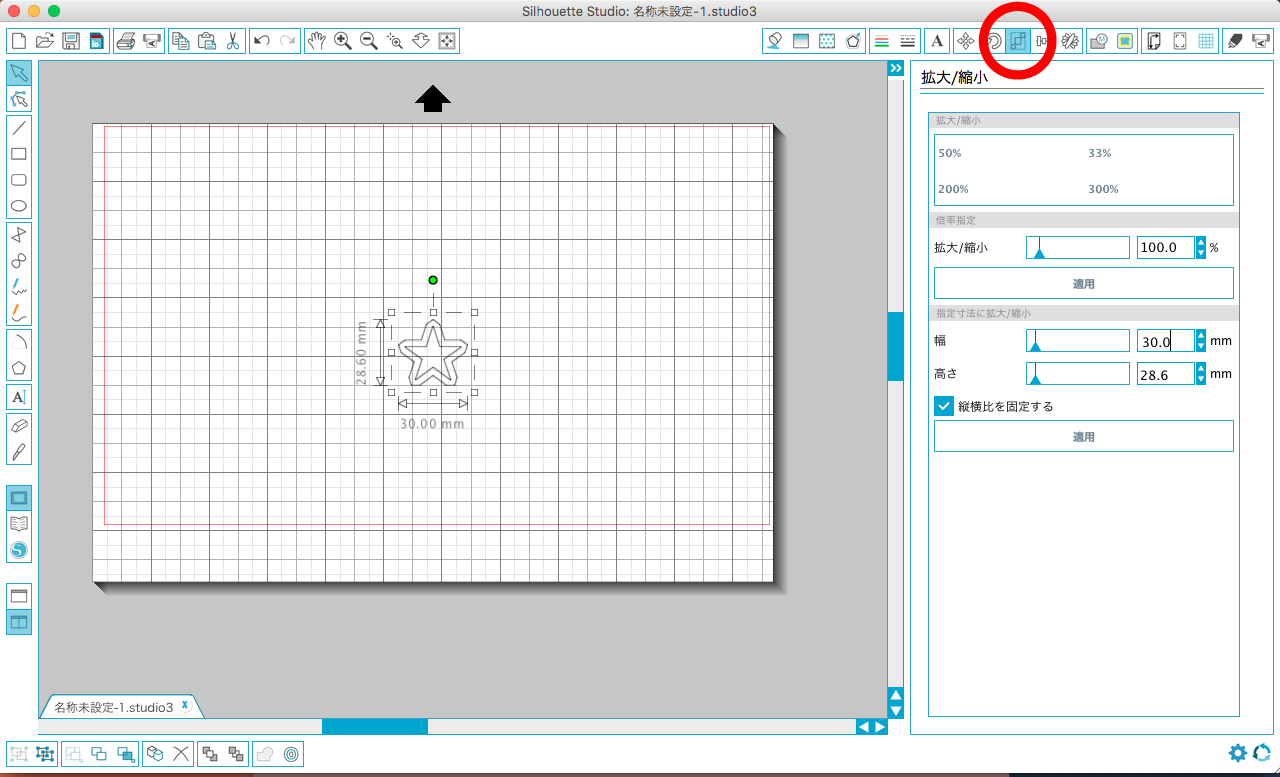 Silhouette Studio: 名称未設定-1.studio3
A
拡大/縮小
拡大/縮小
50%
33%
200%
300%
倍率指定
拡大/縮小
100.0
%
適用
指定寸法に拡大/縮小
幅
30.0
mm
高さ
28.6
mm
縦横比を固定する
適用
28.60 mm
30.00 mm
A
名称未設定-1.studio3
x